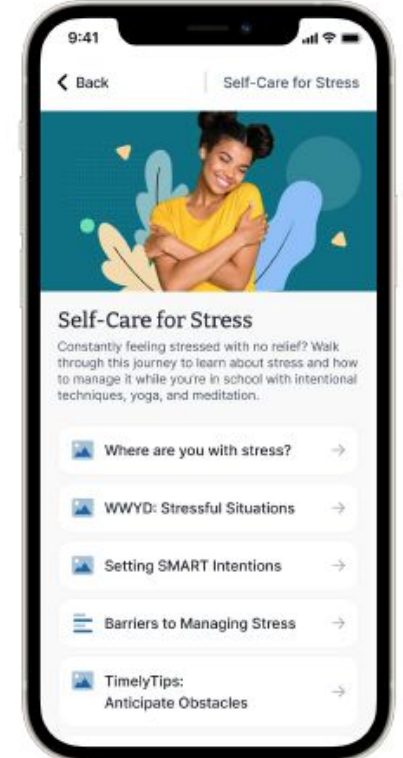 9:41
Back
Self-Care for Stress
Self-Care for Stress
Constantly feeling stressed with no relief? Walk
through this journey to learn about stress and how
to manage it while you're in school with intentional
techniques, yoga, and meditation.
Where are you with stress?
WWYD: Stressful Situations
Setting SMART Intentions
Barriers to Managing Stress
TimelyTips:
Anticipate Obstacles